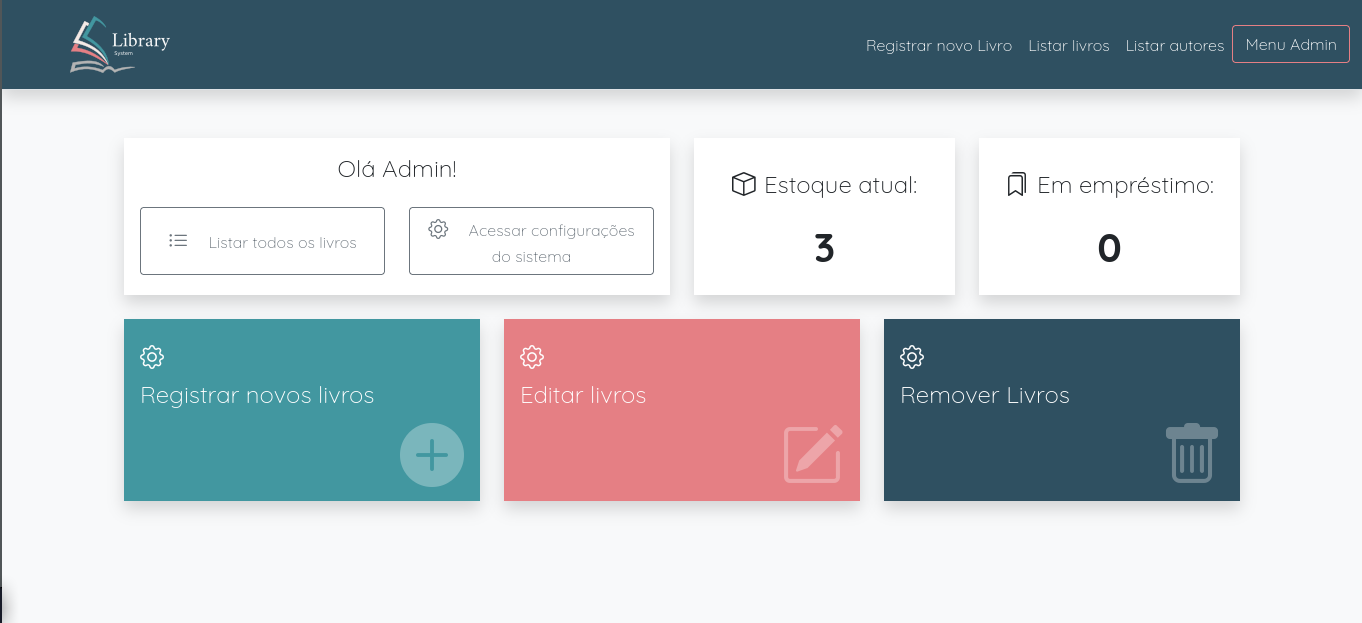 Library
System
Registrar novo Livro
Listar livros
Listar autores
Menu Admin
Olá Admin!
Listar todos os livros
Acessar configurações
do sistema
Estoque atual:
3
Em empréstimo:
0
Registrar novos livros
Editar livros
Remover Livros